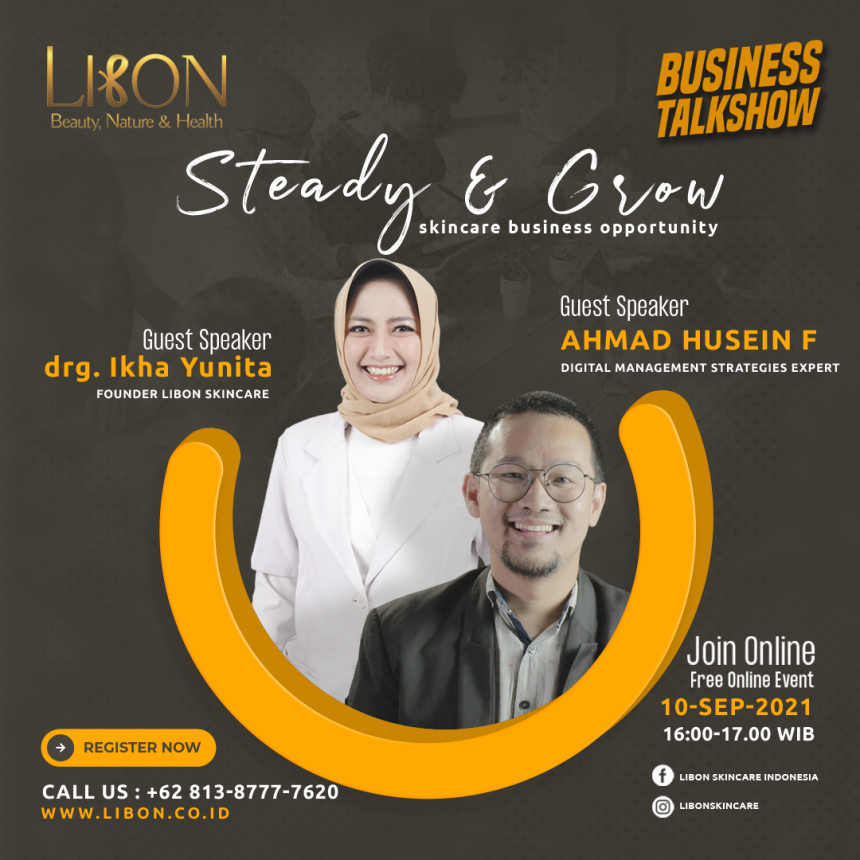 LIBON
Beauty, Nature & Health
BUSINESS
TALKSHOW
Steady & Grow
skincare business opportunity
Guest Speaker
drg. Ikha Yunita
FOUNDER LIBON SKINCARE
Guest Speaker
AHMAD HUSEIN F
DIGITAL MANAGEMENT STRATEGIES EXPERT
Join Online
Free Online Event
10-SEP-2021
16:00-17.00 WIB
REGISTER NOW
CALL US : +62 813-8777-7620
WWW.LIBON.CO.ID
LIBON SKINCARE INDONESIA
LIBONSKINCARE